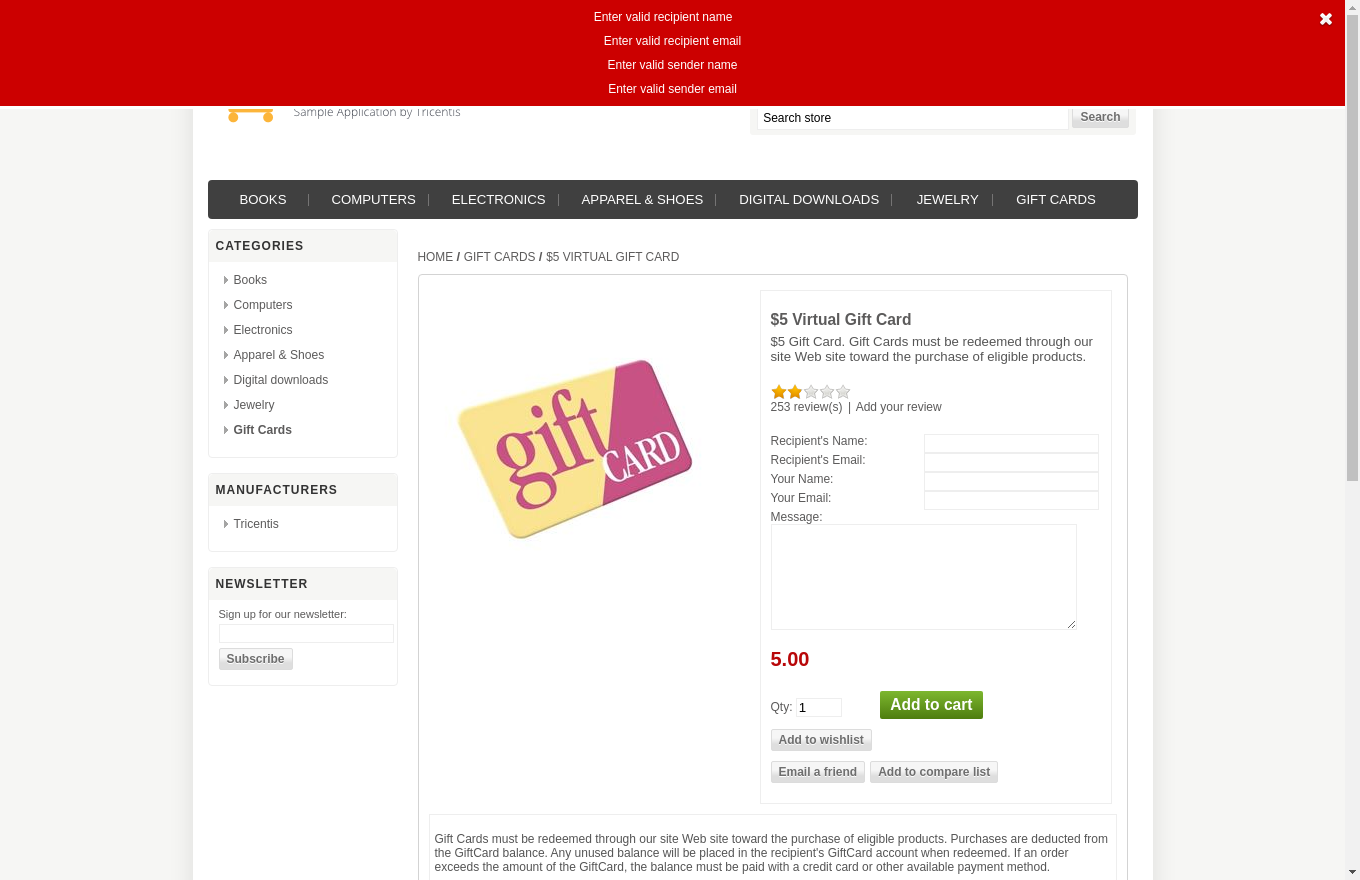 Enter valid recipient name
Enter valid recipient email
Enter valid sender name
Enter valid sender email
Sample Application by Tricentis
Search store
Search
BOOKS
COMPUTERS
ELECTRONICS
APPAREL & SHOES
DIGITAL DOWNLOADS
JEWELRY
GIFT CARDS
CATEGORIES
Books
Computers
Electronics
Apparel & Shoes
Digital downloads
Jewelry
Gift Cards
MANUFACTURERS
Tricentis
NEWSLETTER
Sign up for our newsletter:
Subscribe
HOME / GIFT CARDS / $5 VIRTUAL GIFT CARD
gift
CARD
$5 Virtual Gift Card
$5 Gift Card. Gift Cards must be redeemed through our
site Web site toward the purchase of eligible products.
253 review(s) | Add your review
Recipient's Name:
Recipient's Email:
Your Name:
Your Email:
Message:
5.00
Qty: 1
Add to cart
Add to wishlist
Email a friend
Add to compare list
Gift Cards must be redeemed through our site Web site toward the purchase of eligible products. Purchases are deducted from
the GiftCard balance. Any unused balance will be placed in the recipient's GiftCard account when redeemed. If an order
exceeds the amount of the GiftCard, the balance must be paid with a credit card or other available payment method.